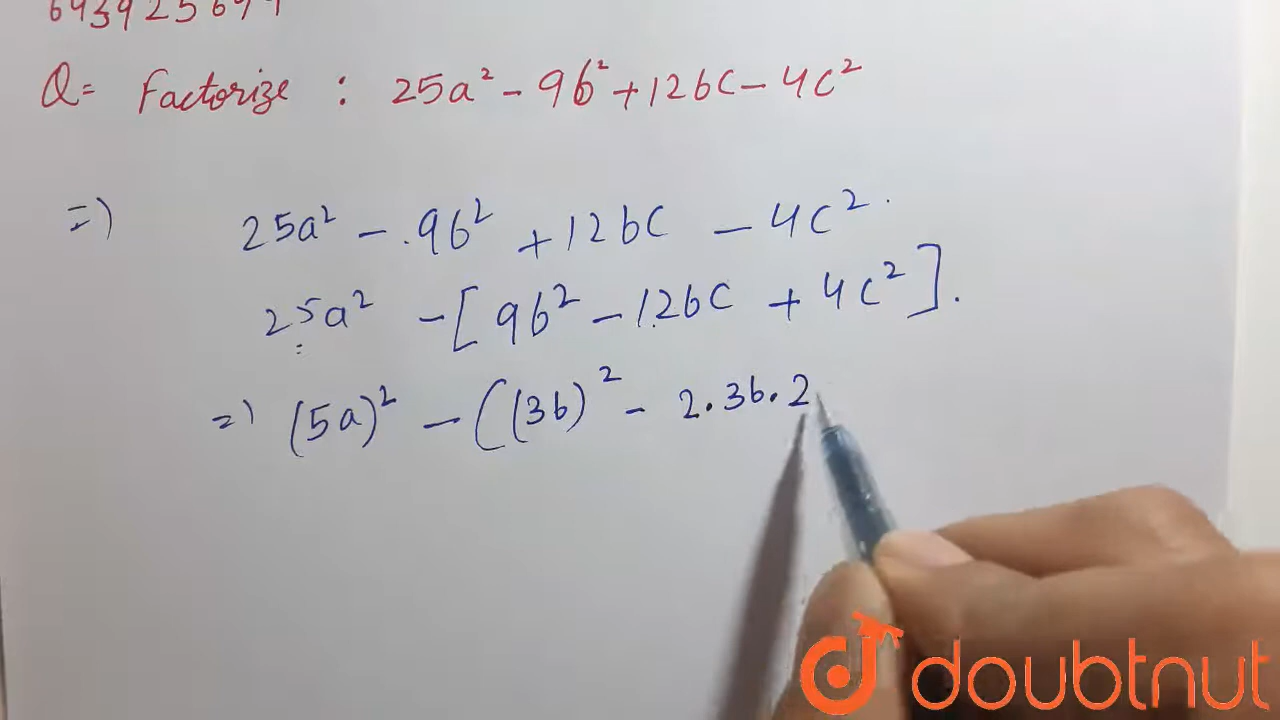 Q= Factorize : 25a² - 9b² + 12bc - 4c²
=) 25a² - 9b² + 12bc - 4c².
25a² - [9b² - 12bc + 4c²].
=) (5a)² - ((3b)² - 2.3b.2
doubtnut